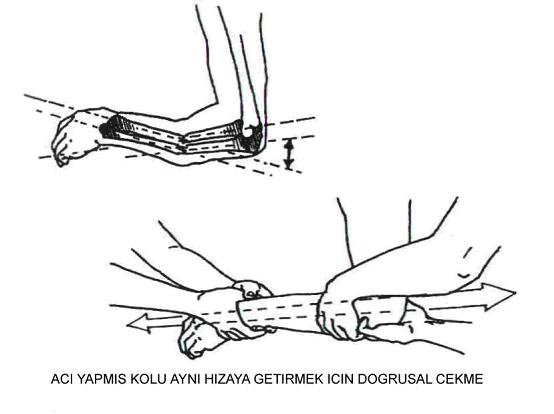 ACI YAPMIS KOLU AYNI HIZAYA GETIRMEK ICIN DOGRUSAL CEKME